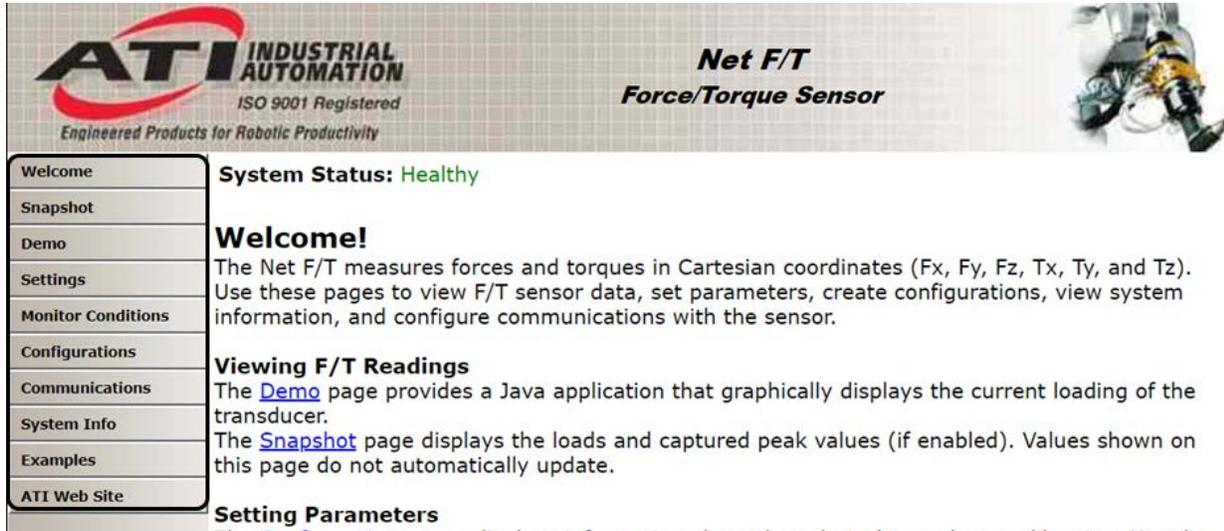 ATI INDUSTRIAL
AUTOMATION
ISO 9001 Registered
Engineered Products for Robotic Productivity
Net F/T
Force/Torque Sensor
Welcome
Snapshot
Demo
Settings
Monitor Conditions
Configurations
Communications
System Info
Examples
ATI Web Site
System Status: Healthy
Welcome!
The Net F/T measures forces and torques in Cartesian coordinates (Fx, Fy, Fz, Tx, Ty, and Tz).
Use these pages to view F/T sensor data, set parameters, create configurations, view system
information, and configure communications with the sensor.
Viewing F/T Readings
The Demo page provides a Java application that graphically displays the current loading of the
transducer.
The Snapshot page displays the loads and captured peak values (if enabled). Values shown on
this page do not automatically update.
Setting Parameters